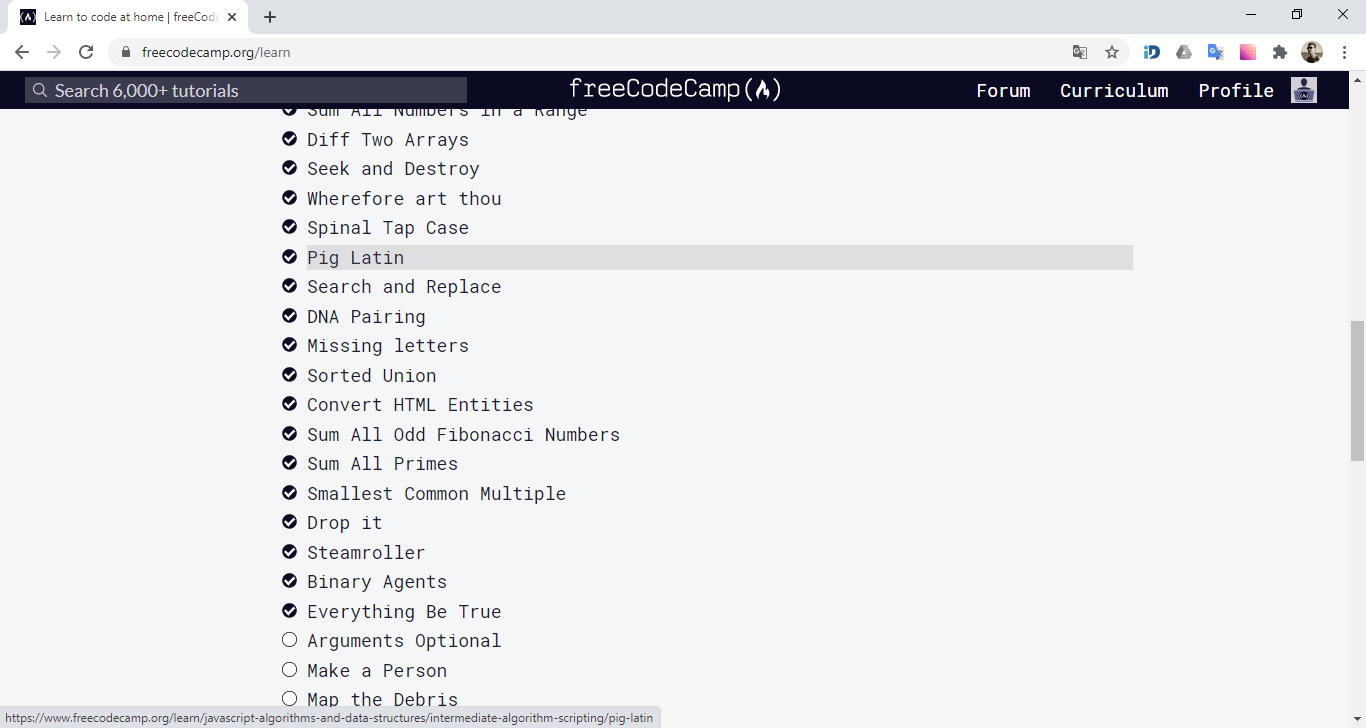 Learn to code at home | freeCod
freecodecamp.org/learn
Search 6,000+ tutorials
freeCodeCamp
Forum
Curriculum
Profile
Sum All Numbers in a Range
Diff Two Arrays
Seek and Destroy
Wherefore art thou
Spinal Tap Case
Pig Latin
Search and Replace
DNA Pairing
Missing letters
Sorted Union
Convert HTML Entities
Sum All Odd Fibonacci Numbers
Sum All Primes
Smallest Common Multiple
Drop it
Steamroller
Binary Agents
Everything Be True
Arguments Optional
Make a Person
Map the Debris
https://www.freecodecamp.org/learn/javascript-algorithms-and-data-structures/intermediate-algorithm-scripting/pig-latin